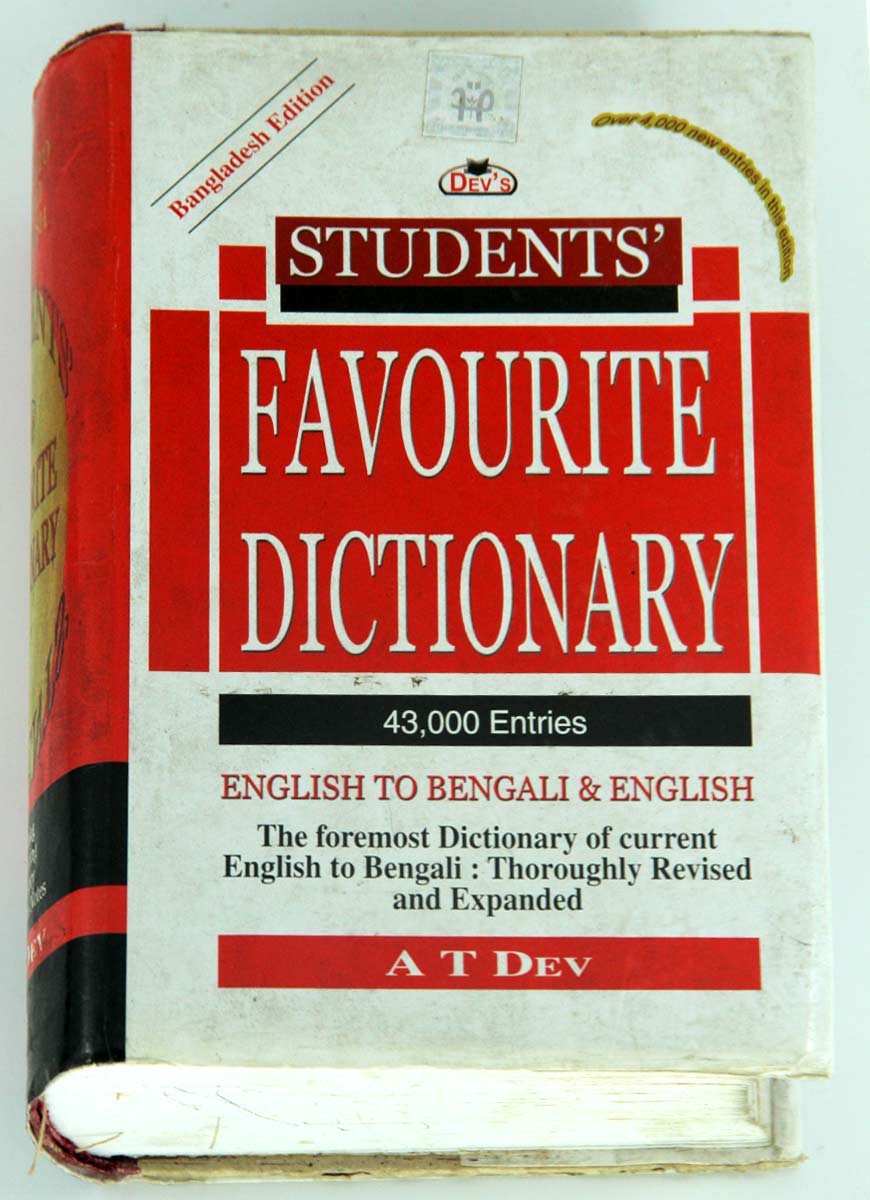 Bangladesh Edition
Over 4,000 new entries in this edition
DEV'S
STUDENTS'
FAVOURITE
DICTIONARY
43,000 Entries
ENGLISH TO BENGALI & ENGLISH
The foremost Dictionary of current
English to Bengali : Thoroughly Revised
and Expanded
A T DEV